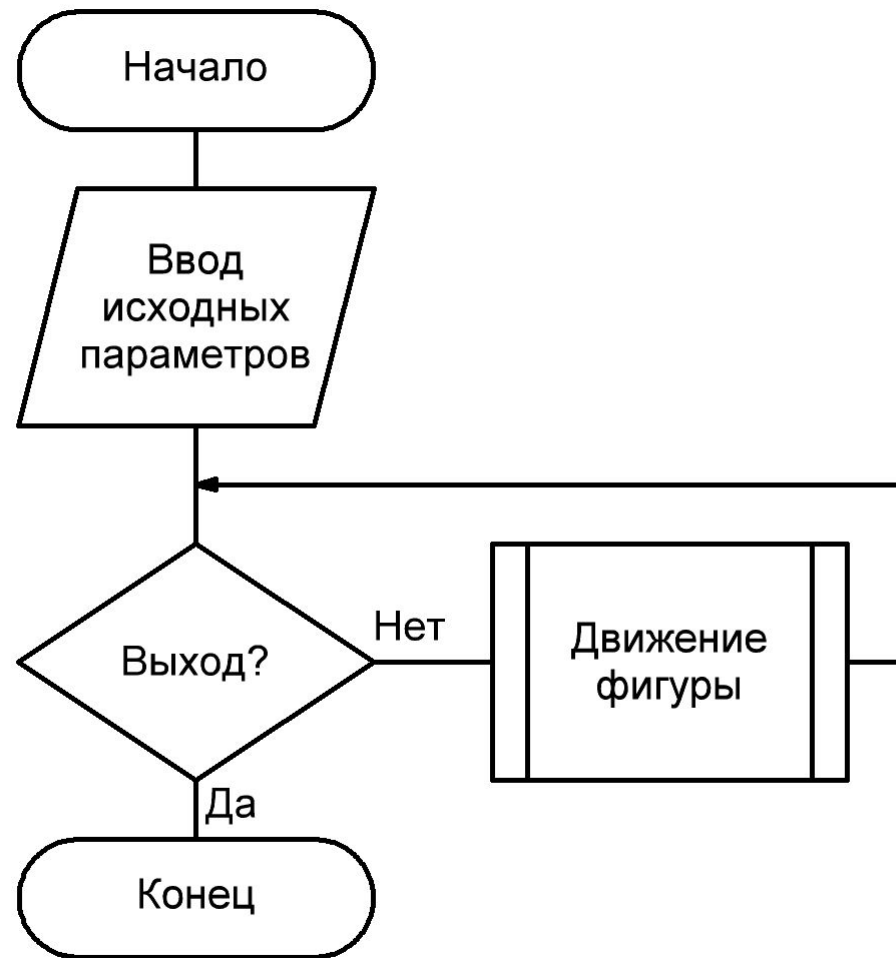 Начало
Ввод
исходных
параметров
Выход?
Нет
Движение
фигуры
Да
Конец